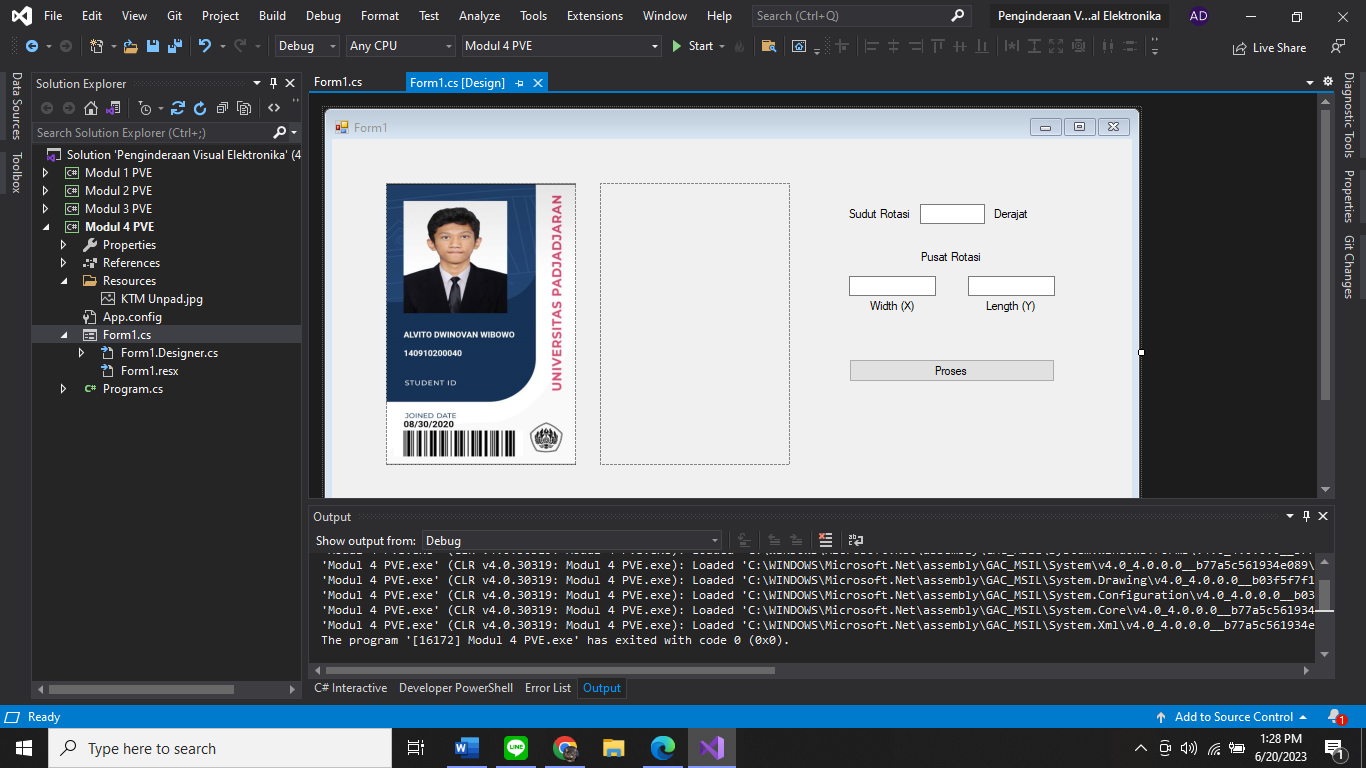 File Edit View Git Project Build Debug Format Test Analyze Tools Extensions Window Help Search (Ctrl+Q) Penginderaan V...al Elektronika AD
Debug Any CPU Modul 4 PVE Start Live Share
Data Sources
Toolbox
Solution Explorer
Search Solution Explorer (Ctrl+;)
Solution 'Penginderaan Visual Elektronika' (4
C# Modul 1 PVE
C# Modul 2 PVE
C# Modul 3 PVE
C# Modul 4 PVE
Properties
References
Resources
KTM Unpad.jpg
App.config
Form1.cs
Form1.Designer.cs
Form1.resx
C# Program.cs
Form1.cs Form1.cs [Design]
Form1
UNIVERSITAS PADJADJARAN
ALVITO DWINOVAN WIBOWO
140910200040
STUDENT ID
JOINED DATE
08/30/2020
Sudut Rotasi Derajat
Pusat Rotasi
Width (X) Length (Y)
Proses
Diagnostic Tools
Properties
Git Changes
Output
Show output from: Debug
'Modul 4 PVE.exe' (CLR v4.0.30319: Modul 4 PVE.exe): Loaded 'C:\WINDOWS\Microsoft.Net\assembly\GAC_MSIL\System\v4.0_4.0.0.0__b77a5c561934e089\
'Modul 4 PVE.exe' (CLR v4.0.30319: Modul 4 PVE.exe): Loaded 'C:\WINDOWS\Microsoft.Net\assembly\GAC_MSIL\System.Drawing\v4.0_4.0.0.0__b03f5f7f1
'Modul 4 PVE.exe' (CLR v4.0.30319: Modul 4 PVE.exe): Loaded 'C:\WINDOWS\Microsoft.Net\assembly\GAC_MSIL\System.Configuration\v4.0_4.0.0.0__b03
'Modul 4 PVE.exe' (CLR v4.0.30319: Modul 4 PVE.exe): Loaded 'C:\WINDOWS\Microsoft.Net\assembly\GAC_MSIL\System.Core\v4.0_4.0.0.0__b77a5c561934
'Modul 4 PVE.exe' (CLR v4.0.30319: Modul 4 PVE.exe): Loaded 'C:\WINDOWS\Microsoft.Net\assembly\GAC_MSIL\System.Xml\v4.0_4.0.0.0__b77a5c561934e
The program '[16172] Modul 4 PVE.exe' has exited with code 0 (0x0).
C# Interactive Developer PowerShell Error List Output
Ready Add to Source Control 1
Type here to search
1:28 PM
6/20/2023
1